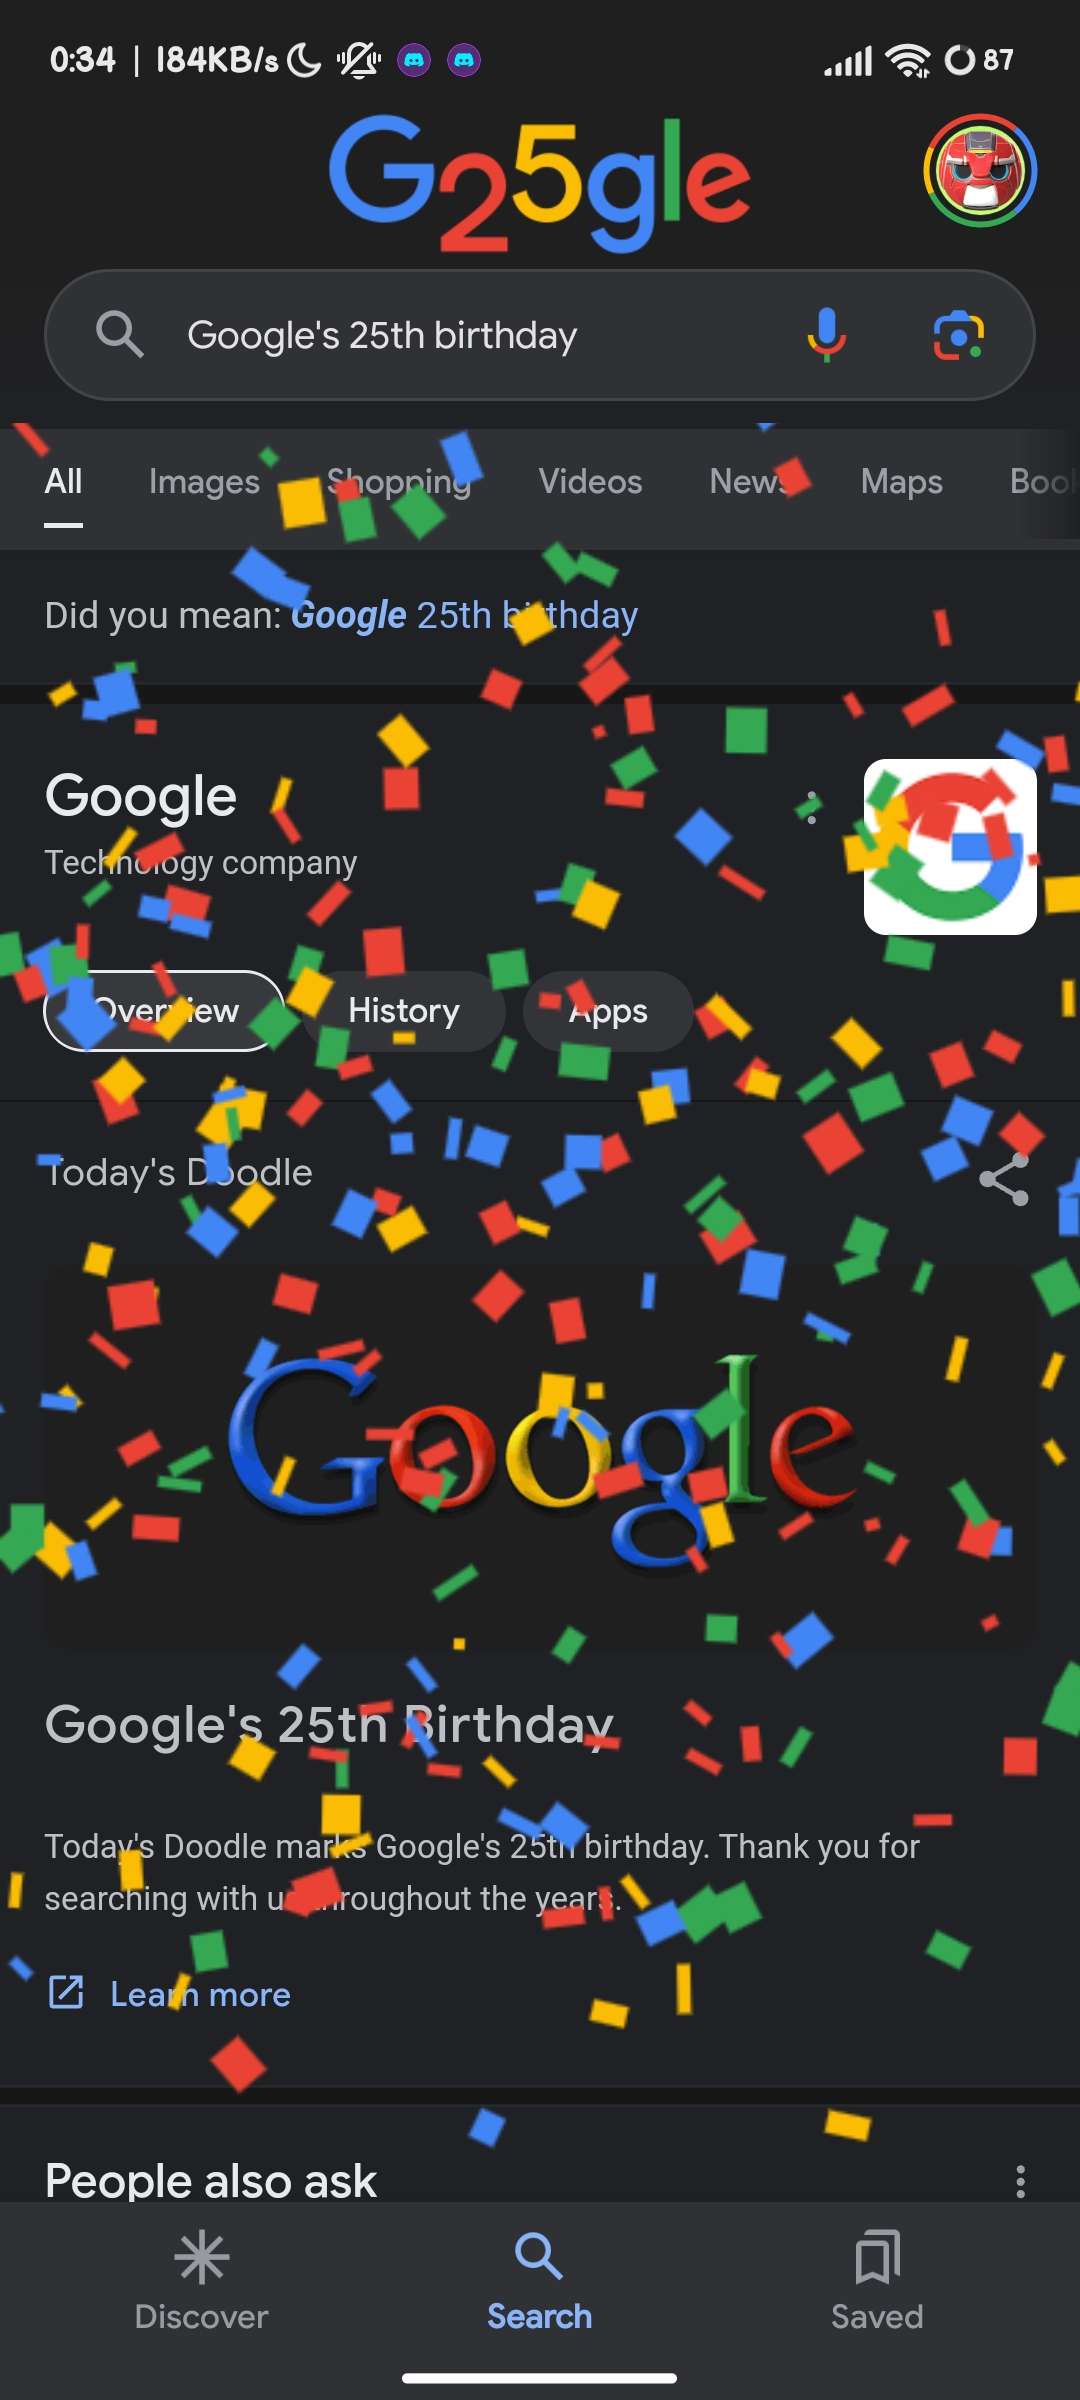 0:34 | 184KB/s 87
G25gle
Google's 25th birthday
All Images Shopping Videos News Maps Boo
Did you mean: Google 25th birthday
Google
Technology company
Overview History Apps
Today's Doodle
Google
Google's 25th Birthday
Today's Doodle marks Google's 25th birthday. Thank you for
searching with us throughout the years.
Learn more
People also ask
Discover Search Saved